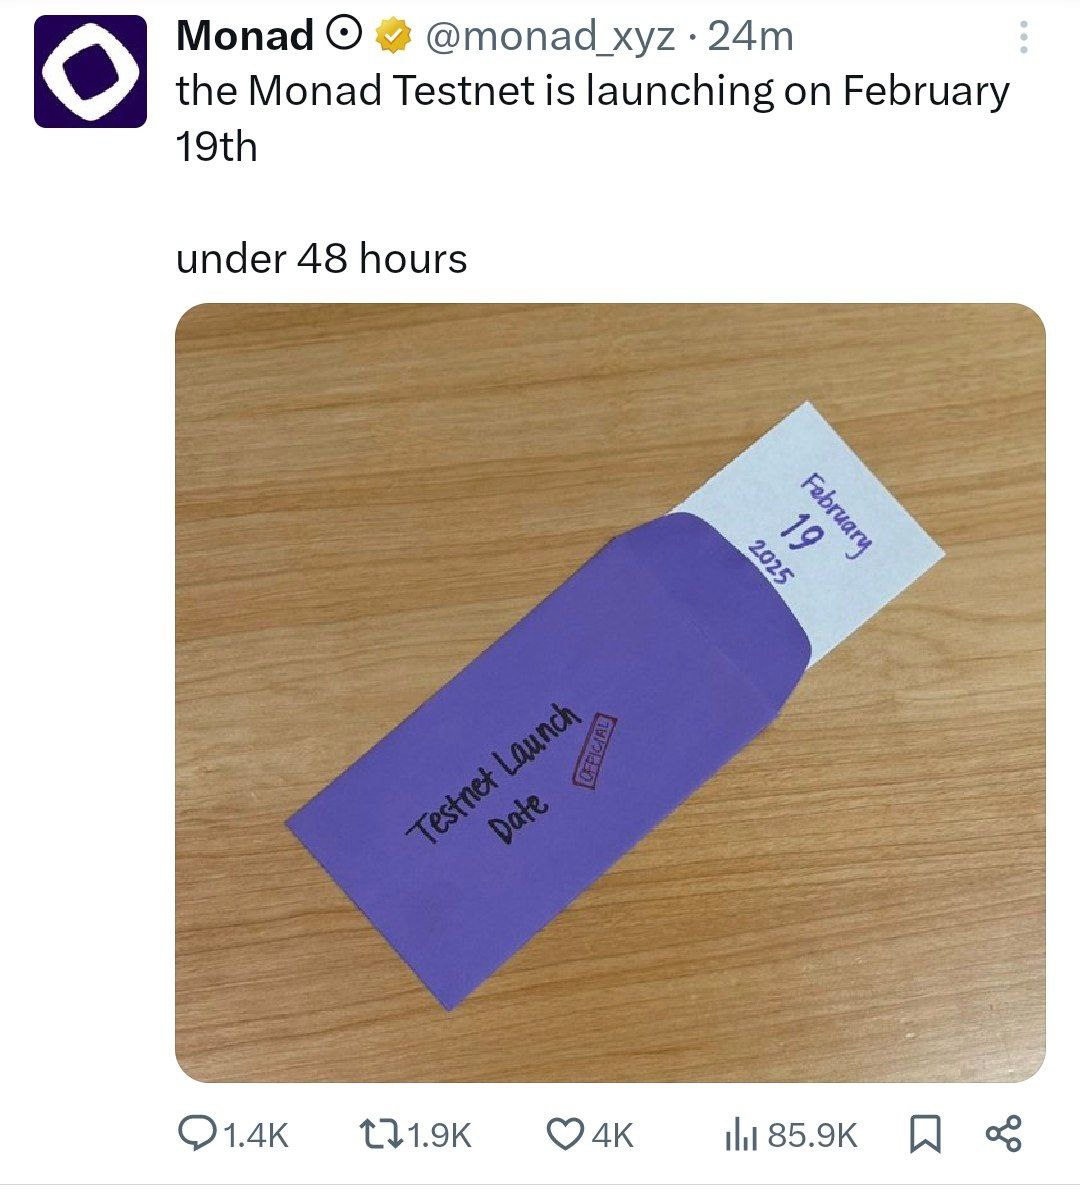 Monad @monad_xyz · 24m
the Monad Testnet is launching on February
19th
under 48 hours
February
19
2025
Testnet Launch
Date
OFFICIAL
1.4K 1.9K 4K 85.9K